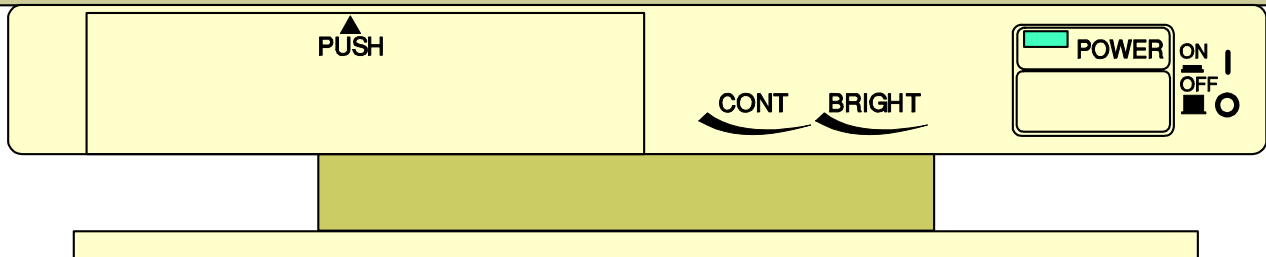 PUSH
CONT
BRIGHT
POWER
ON
OFF